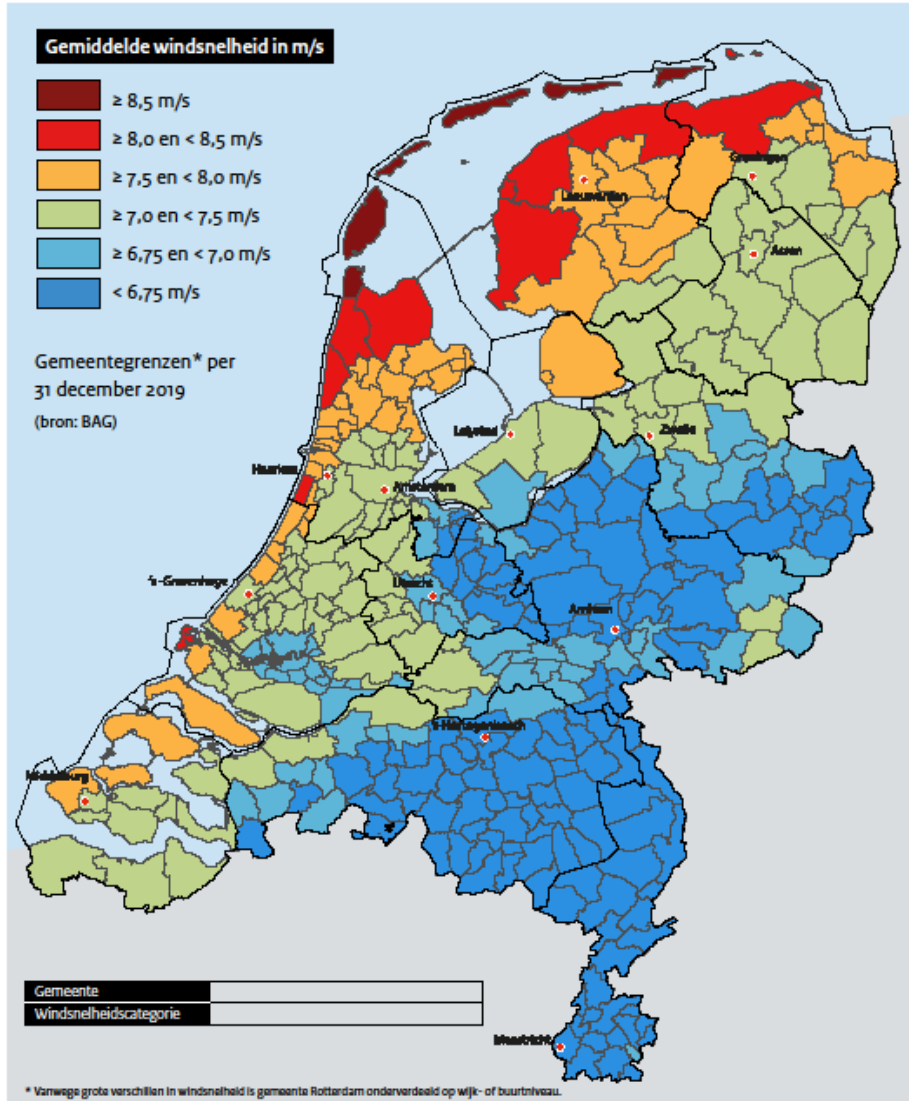 Gemiddelde windsnelheid in m/s
≥ 8,5 m/s
≥ 8,0 en < 8,5 m/s
≥ 7,5 en < 8,0 m/s
≥ 7,0 en < 7,5 m/s
≥ 6,75 en < 7,0 m/s
< 6,75 m/s
Gemeentegrenzen* per
31 december 2019
(bron: BAG)
Groningen
Leeuwarden
Assen
Lelystad
Zwolle
Haarlem
Amsterdam
's-Gravenhage
Utrecht
Arnhem
's-Hertogenbosch
Middelburg
Maastricht
Gemeente
Windsnelheidscategorie
* Vanwege grote verschillen in windsnelheid is gemeente Rotterdam onderverdeeld op wijk- of buurtniveau.